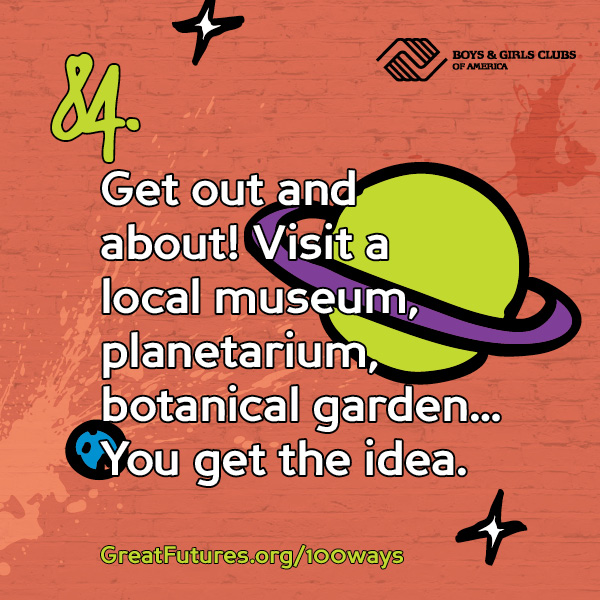 BOYS & GIRLS CLUBS
OF AMERICA
84.
Get out and
about! Visit a
local museum,
planetarium,
botanical garden...
You get the idea.
GreatFutures.org/100ways